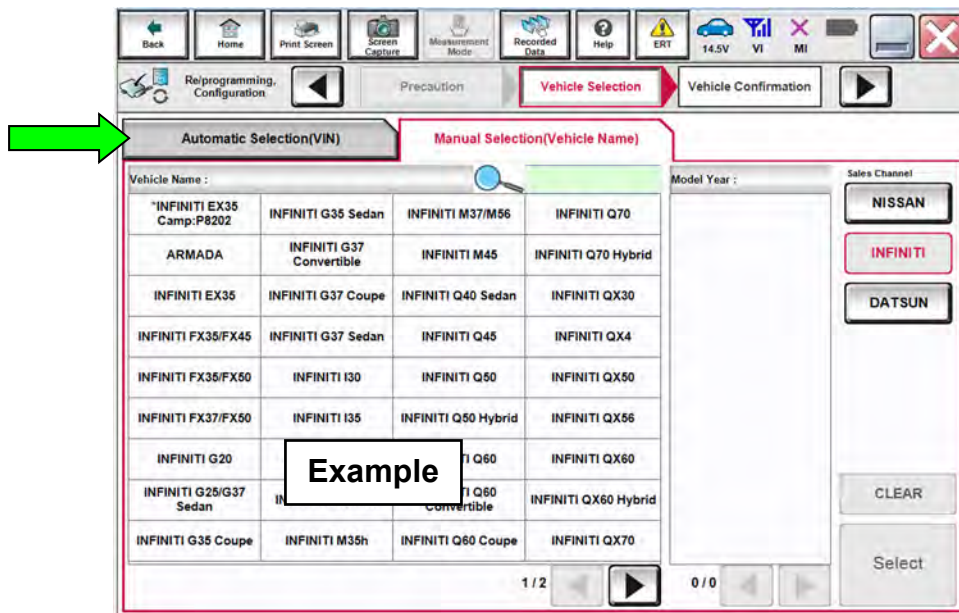 Back
Home
Print Screen
Screen
Capture
Measurement
Mode
Recorded
Data
Help
ERT
14.5V
VI
MI
Re/programming,
Configuration
Precaution
Vehicle Selection
Vehicle Confirmation
Automatic Selection(VIN)
Manual Selection(Vehicle Name)
Vehicle Name :
Model Year :
Sales Channel
*INFINITI EX35
Camp:P8202
INFINITI G35 Sedan
INFINITI M37/M56
INFINITI Q70
NISSAN
ARMADA
INFINITI G37
Convertible
INFINITI M45
INFINITI Q70 Hybrid
INFINITI
INFINITI EX35
INFINITI G37 Coupe
INFINITI Q40 Sedan
INFINITI QX30
DATSUN
INFINITI FX35/FX45
INFINITI G37 Sedan
INFINITI Q45
INFINITI QX4
INFINITI FX35/FX50
INFINITI I30
INFINITI Q50
INFINITI QX50
INFINITI FX37/FX50
INFINITI I35
INFINITI Q50 Hybrid
INFINITI QX56
INFINITI G20
Example
Q60
INFINITI QX60
INFINITI G25/G37
Sedan
Q60
Convertible
INFINITI QX60 Hybrid
CLEAR
INFINITI G35 Coupe
INFINITI M35h
INFINITI Q60 Coupe
INFINITI QX70
Select
1/2
0/0